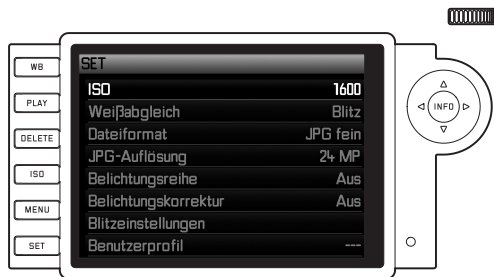 WB
PLAY
DELETE
ISO
MENU
SET
SET
ISO 1600
Weißabgleich Blitz
Dateiformat JPG fein
JPG-Auflösung 24 MP
Belichtungsreihe Aus
Belichtungskorrektur Aus
Blitzeinstellungen
Benutzerprofil ---
INFO